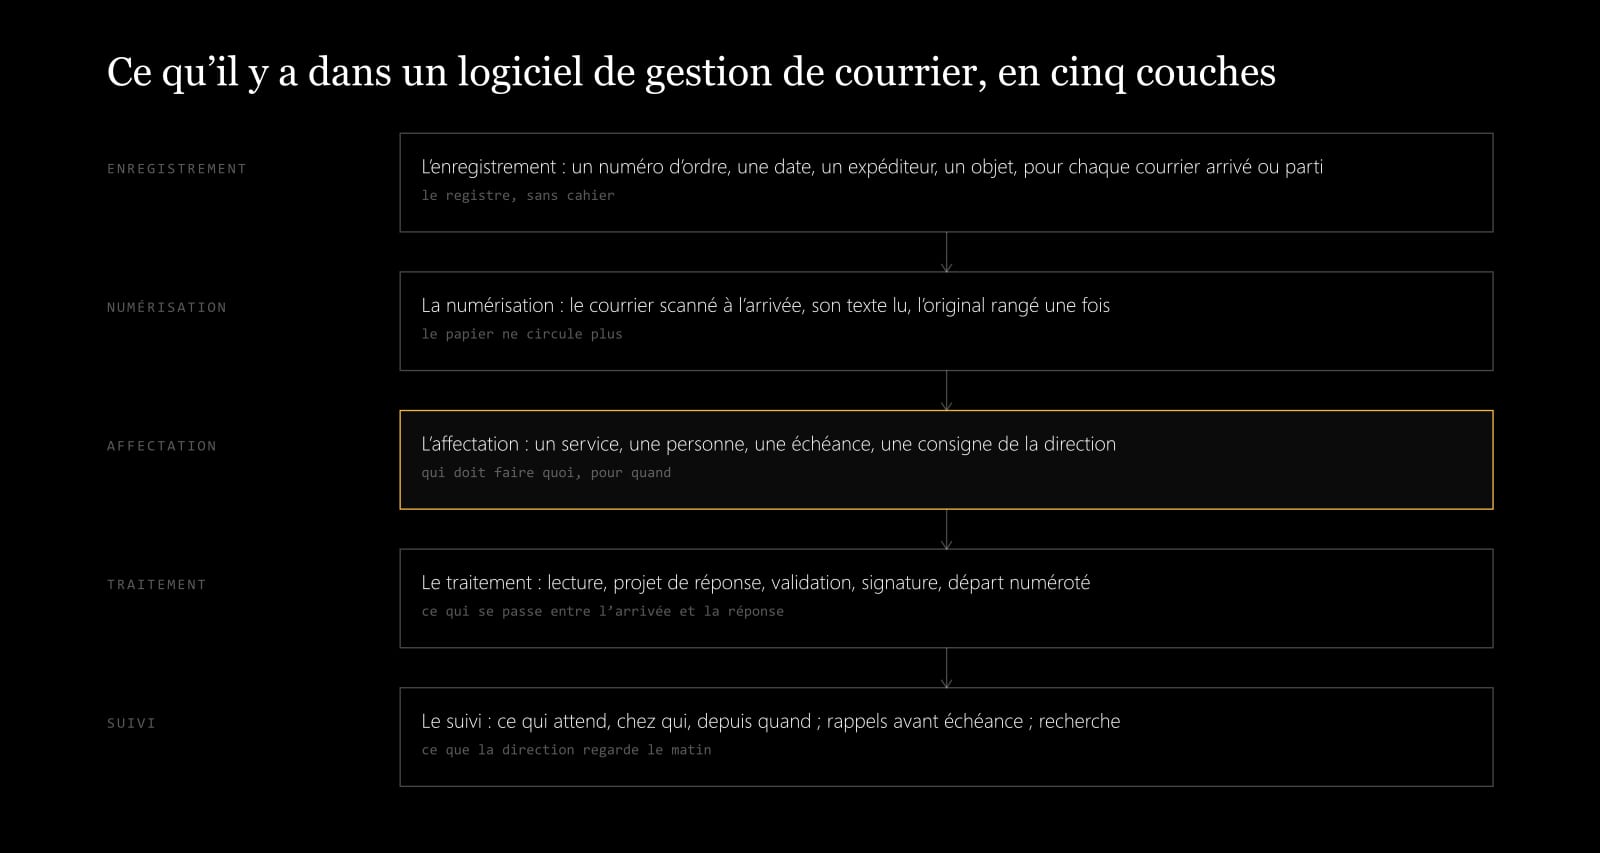 Ce qu’il y a dans un logiciel de gestion de courrier, en cinq couches
ENREGISTREMENT
L’enregistrement : un numéro d’ordre, une date, un expéditeur, un objet, pour chaque courrier arrivé ou parti
le registre, sans cahier
NUMÉRISATION
La numérisation : le courrier scanné à l’arrivée, son texte lu, l’original rangé une fois
le papier ne circule plus
AFFECTATION
L’affectation : un service, une personne, une échéance, une consigne de la direction
qui doit faire quoi, pour quand
TRAITEMENT
Le traitement : lecture, projet de réponse, validation, signature, départ numéroté
ce qui se passe entre l’arrivée et la réponse
SUIVI
Le suivi : ce qui attend, chez qui, depuis quand ; rappels avant échéance ; recherche
ce que la direction regarde le matin